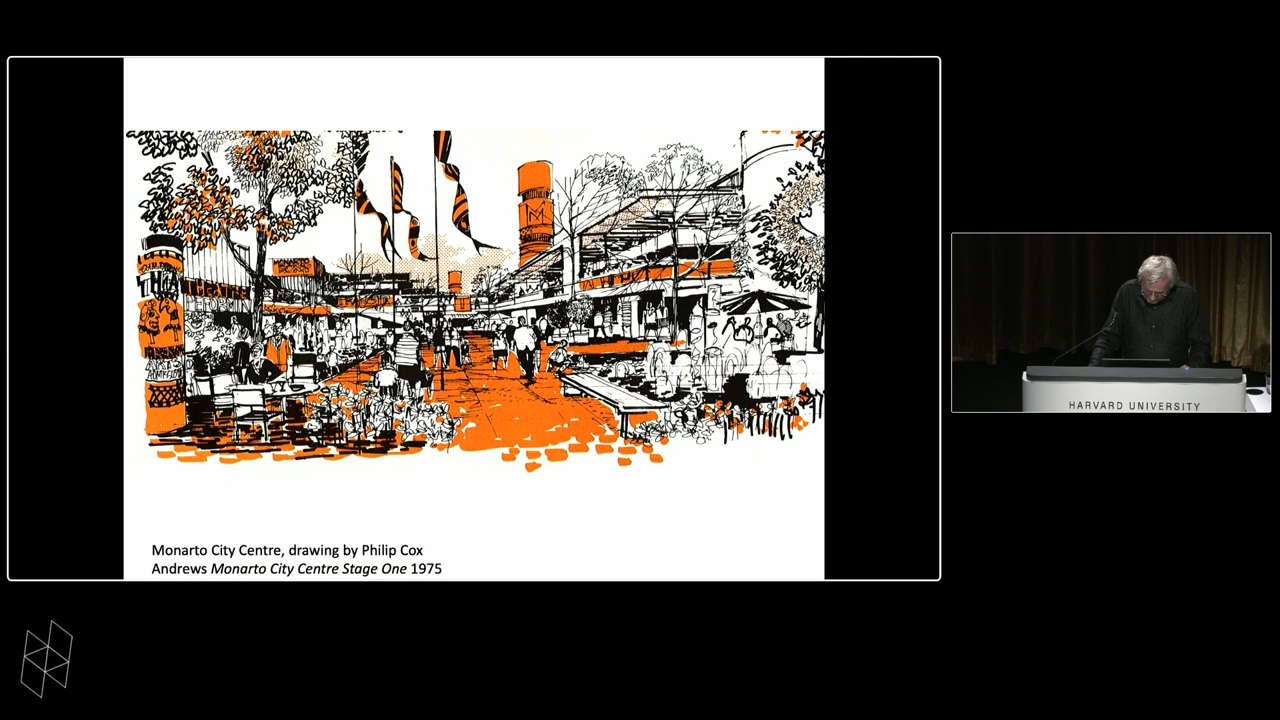 THEATRE
M
Monarto City Centre, drawing by Philip Cox
Andrews Monarto City Centre Stage One 1975
HARVARD UNIVERSITY